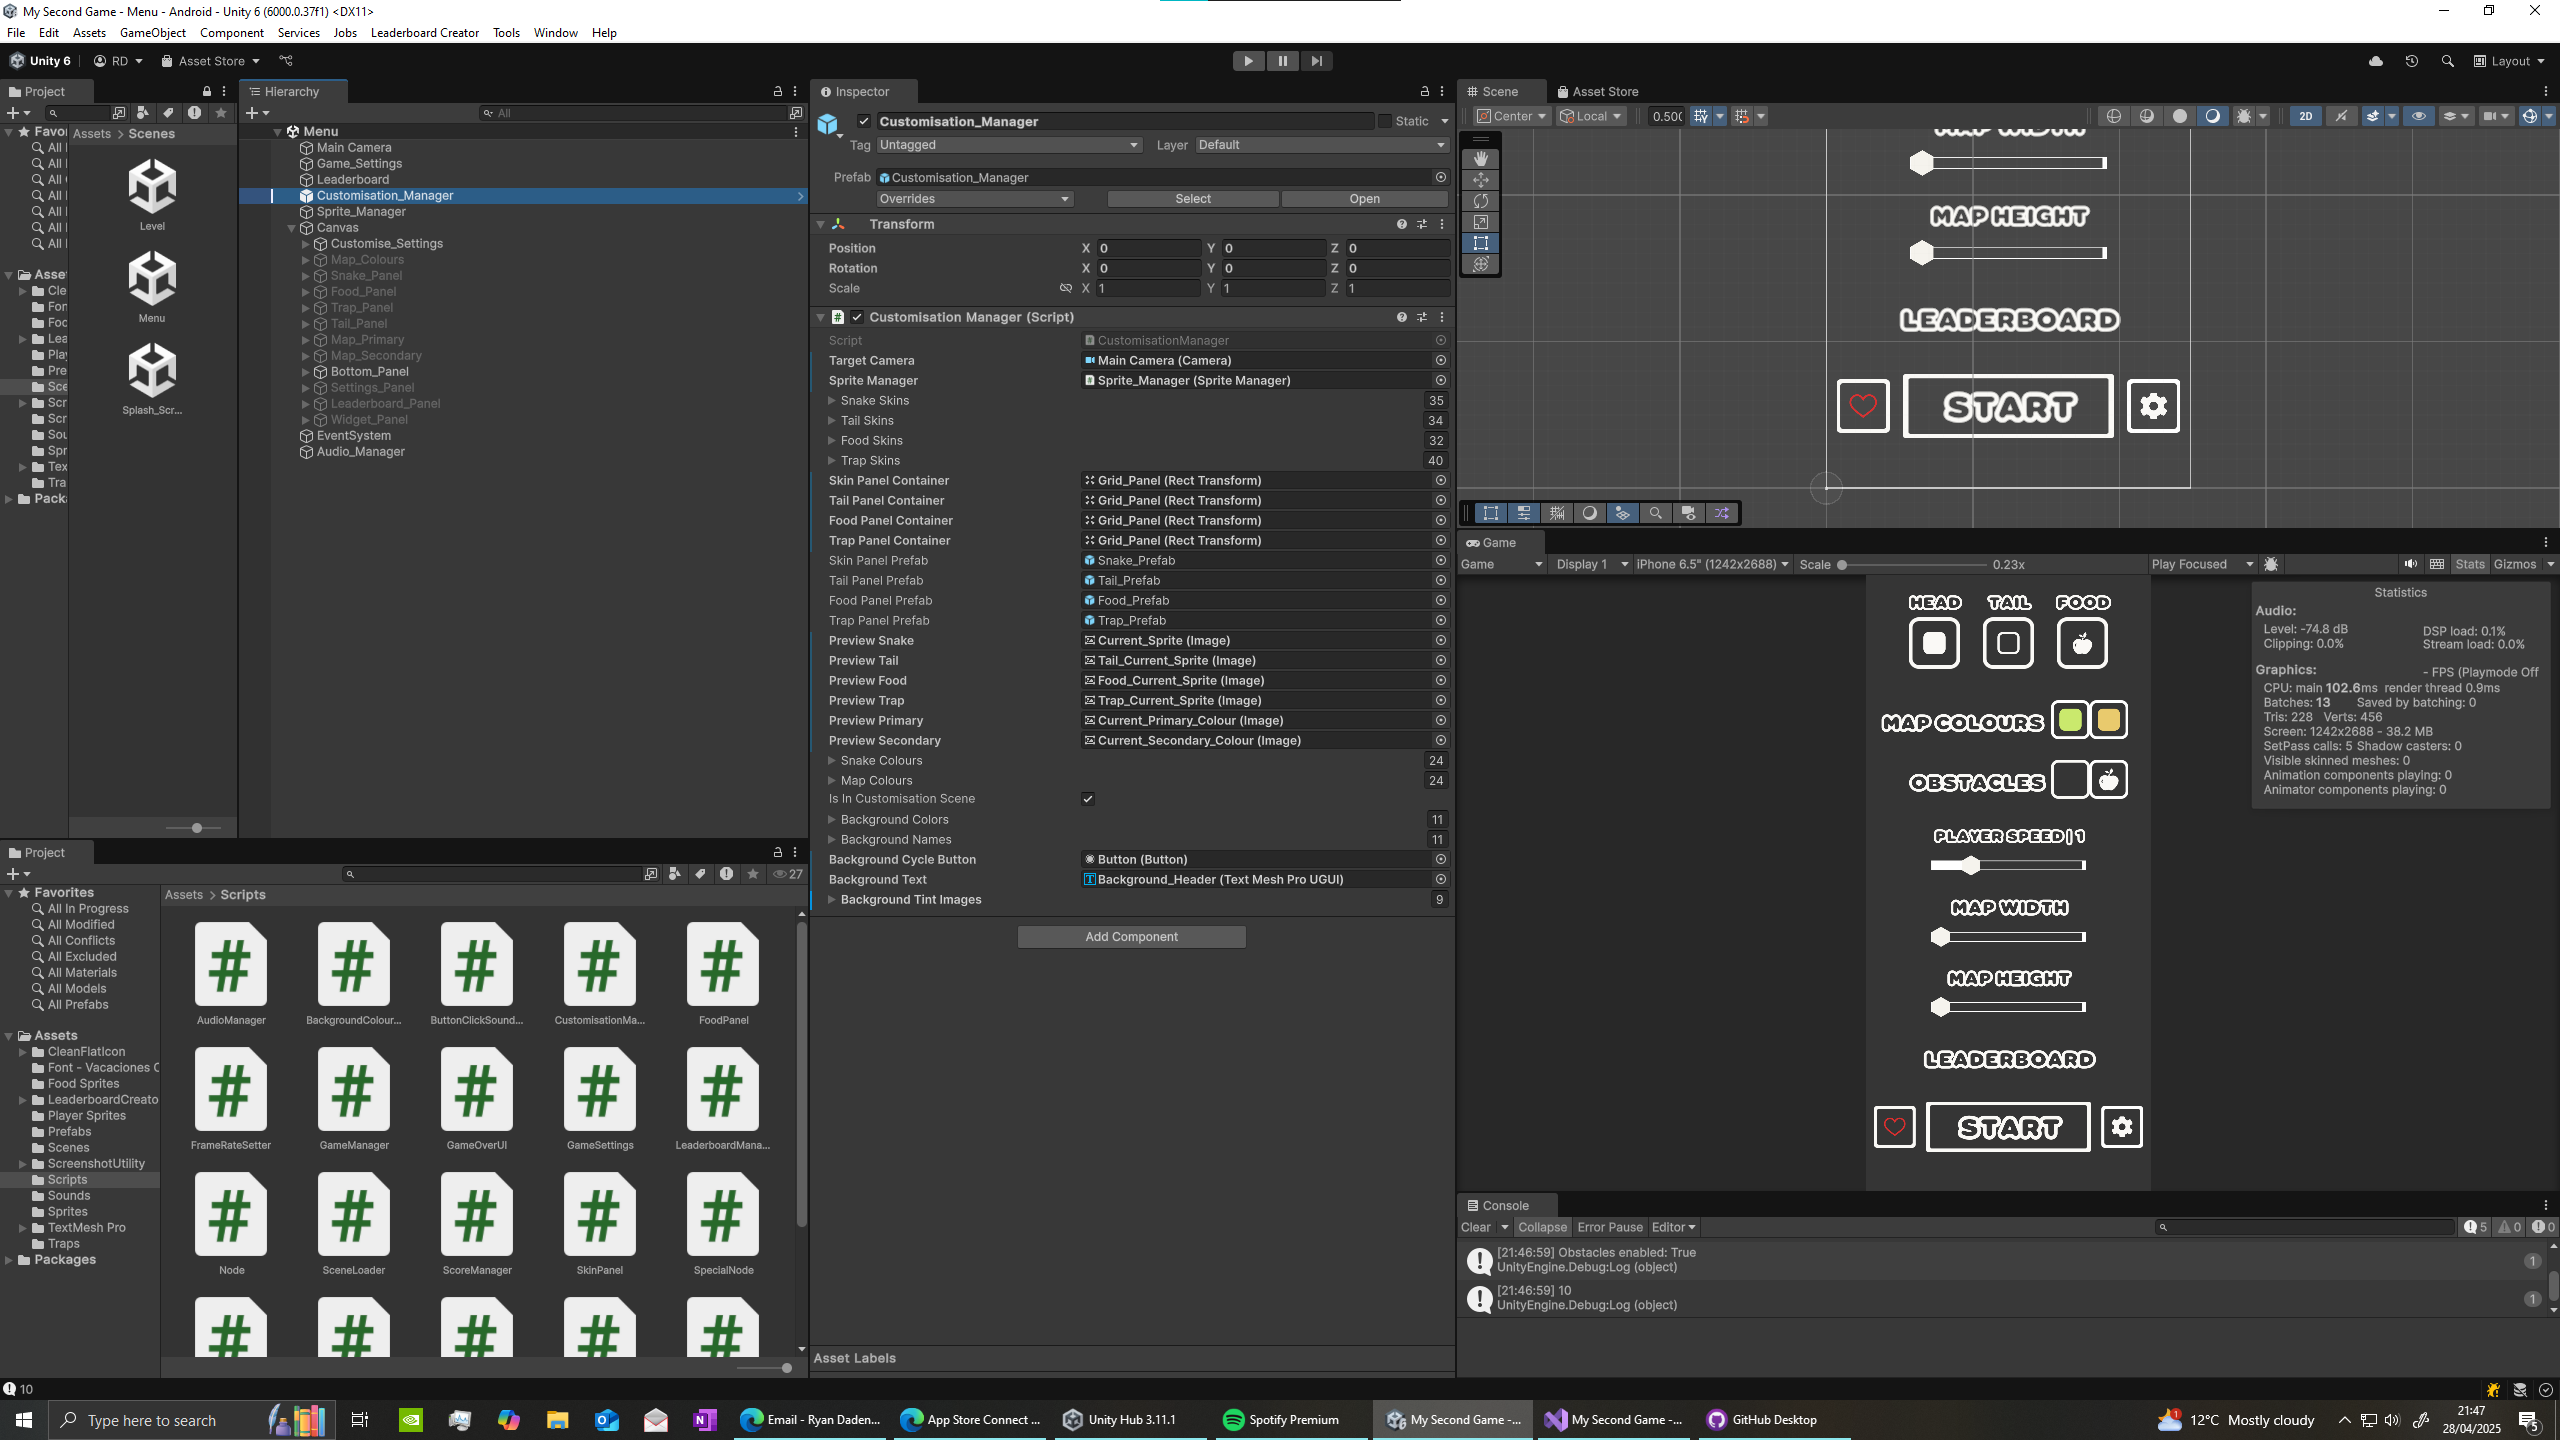 My Second Game - Menu - Android - Unity 6 (6000.0.37f1) <DX11>
File Edit Assets GameObject Component Services Jobs Leaderboard Creator Tools Window Help
Unity 6 RD Asset Store Layout
Project
Assets > Scenes
Favor
All
All
All
All
All
All
All
Asset
Cle
Fon
Foo
Lea
Play
Pre
Sce
Scr
Scr
Sou
Spr
Tex
Tra
Packa
Level
Menu
Splash_Scr...
Hierarchy
All
Menu
Main Camera
Game_Settings
Leaderboard
Customisation_Manager
Sprite_Manager
Canvas
Customise_Settings
Map_Colours
Snake_Panel
Food_Panel
Trap_Panel
Tail_Panel
Map_Primary
Map_Secondary
Bottom_Panel
Settings_Panel
Leaderboard_Panel
Widget_Panel
EventSystem
Audio_Manager
Inspector
Customisation_Manager Static
Tag Untagged Layer Default
Prefab Customisation_Manager
Overrides Select Open
Transform
Position X 0 Y 0 Z 0
Rotation X 0 Y 0 Z 0
Scale X 1 Y 1 Z 1
Customisation Manager (Script)
Script CustomisationManager
Target Camera Main Camera (Camera)
Sprite Manager Sprite_Manager (Sprite Manager)
Snake Skins 35
Tail Skins 34
Food Skins 32
Trap Skins 40
Skin Panel Container Grid_Panel (Rect Transform)
Tail Panel Container Grid_Panel (Rect Transform)
Food Panel Container Grid_Panel (Rect Transform)
Trap Panel Container Grid_Panel (Rect Transform)
Skin Panel Prefab Snake_Prefab
Tail Panel Prefab Tail_Prefab
Food Panel Prefab Food_Prefab
Trap Panel Prefab Trap_Prefab
Preview Snake Current_Sprite (Image)
Preview Tail Tail_Current_Sprite (Image)
Preview Food Food_Current_Sprite (Image)
Preview Trap Trap_Current_Sprite (Image)
Preview Primary Current_Primary_Colour (Image)
Preview Secondary Current_Secondary_Colour (Image)
Snake Colours 24
Map Colours 24
Is In Customisation Scene
Background Colors 11
Background Names 11
Background Cycle Button Button (Button)
Background Text Background_Header (Text Mesh Pro UGUI)
Background Tint Images 9
Add Component
Asset Labels
Scene Asset Store
Center Local 0.500 2D
MAP WIDTH
MAP HEIGHT
LEADERBOARD
START
Game
Game Display 1 iPhone 6.5" (1242x2688) Scale 0.23x Play Focused Stats Gizmos
HEAD TAIL FOOD
MAP COLOURS
OBSTACLES
PLAYER SPEED | 1
MAP WIDTH
MAP HEIGHT
LEADERBOARD
START
Statistics
Audio:
Level: -74.8 dB DSP load: 0.1%
Clipping: 0.0% Stream load: 0.0%
Graphics: - FPS (Playmode Off
CPU: main 102.6ms render thread 0.9ms
Batches: 13 Saved by batching: 0
Tris: 228 Verts: 456
Screen: 1242x2688 - 38.2 MB
SetPass calls: 5 Shadow casters: 0
Visible skinned meshes: 0
Animation components playing: 0
Animator components playing: 0
Console
Clear Collapse Error Pause Editor 5 0 0
[21:46:59] Obstacles enabled: True
UnityEngine.Debug:Log (object)
1
[21:46:59] 10
UnityEngine.Debug:Log (object)
1
Project
27
Favorites
All In Progress
All Modified
All Conflicts
All Excluded
All Materials
All Models
All Prefabs
Assets
CleanFlatIcon
Font - Vacaciones C
Food Sprites
LeaderboardCreato
Player Sprites
Prefabs
Scenes
ScreenshotUtility
Scripts
Sounds
Sprites
TextMesh Pro
Traps
Packages
Assets > Scripts
AudioManager BackgroundColour... ButtonClickSound... CustomisationMa... FoodPanel
FrameRateSetter GameManager GameOverUI GameSettings LeaderboardMana...
Node SceneLoader ScoreManager SkinPanel SpecialNode
10
Type here to search
Email - Ryan Daden... App Store Connect ... Unity Hub 3.11.1 Spotify Premium My Second Game -... My Second Game -... GitHub Desktop
1 12°C Mostly cloudy
21:47
28/04/2025
5